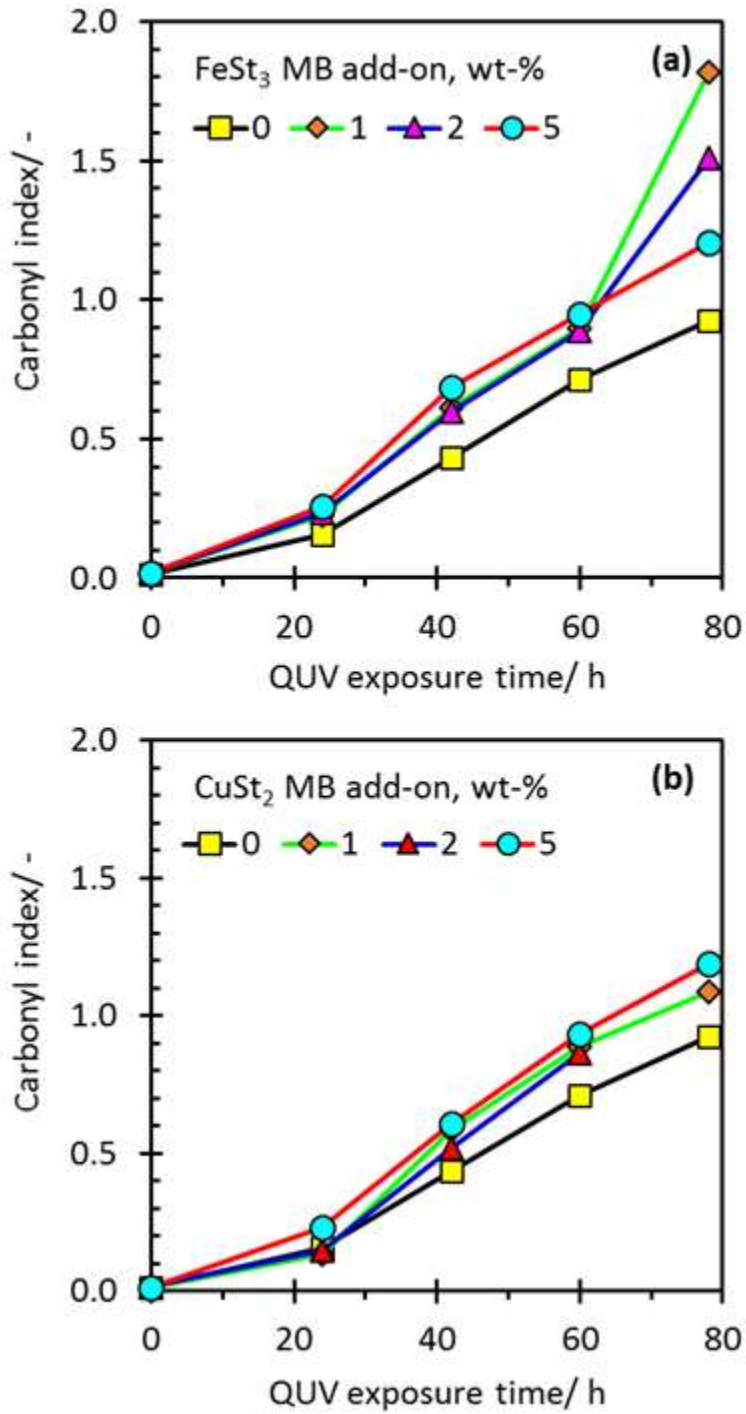 2.0
FeSt₃ MB add-on, wt-%
(a)
0 1 2 5
1.5
1.0
0.5
0.0
Carbonyl index/ -
0 20 40 60 80
QUV exposure time/ h
2.0
CuSt₂ MB add-on, wt-%
(b)
0 1 2 5
1.5
1.0
0.5
0.0
Carbonyl index/ -
0 20 40 60 80
QUV exposure time/ h